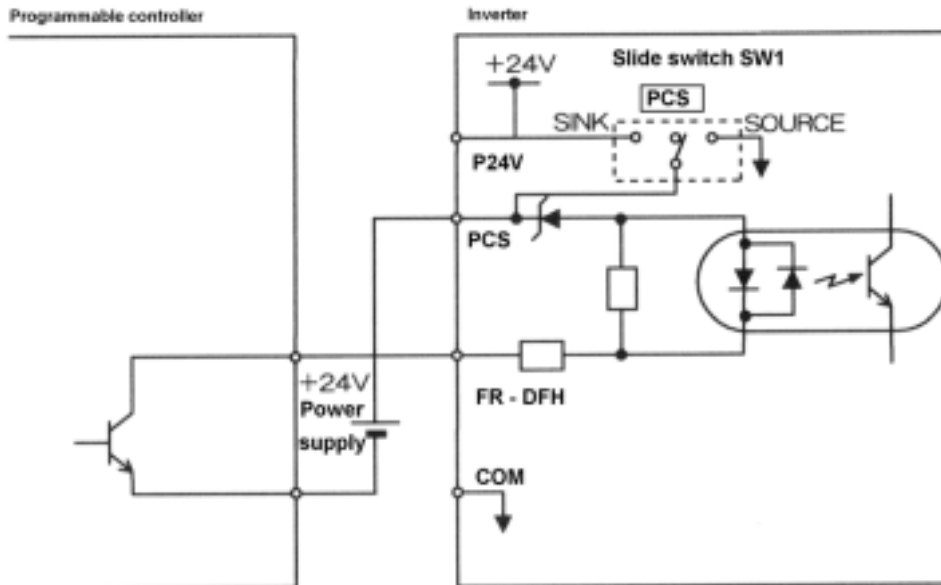 Programmable controller
Inverter
+24V
Slide switch SW1
PCS
SINK
SOURCE
P24V
PCS
+24V
Power
supply
FR - DFH
COM